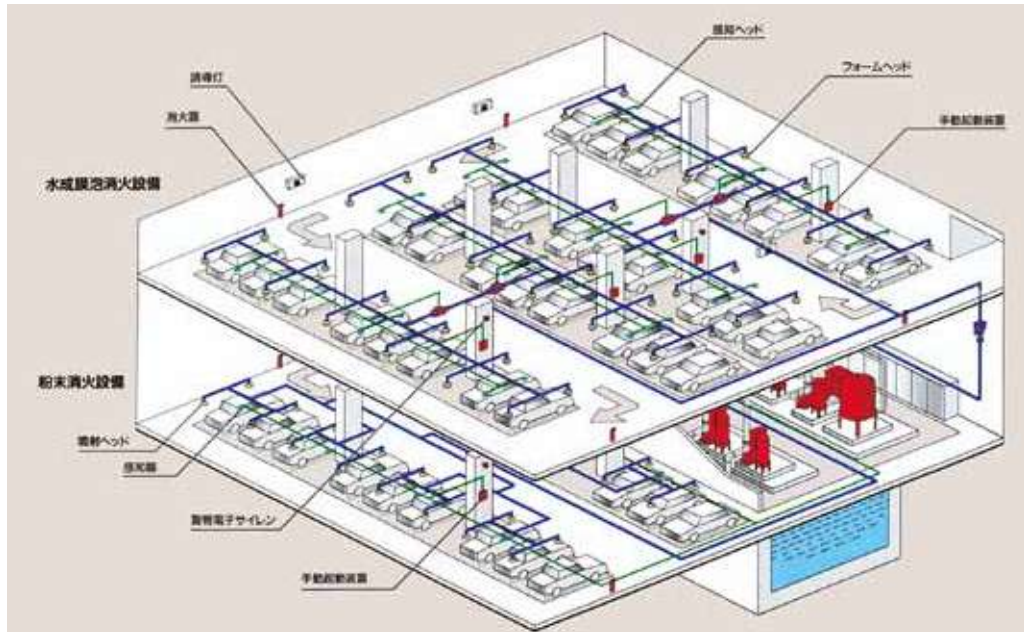 感知ヘッド
フォームヘッド
誘導灯
消火器
手動起動装置
水成膜泡消火設備
粉末消火設備
噴射ヘッド
感知器
警報電子サイレン
手動起動装置